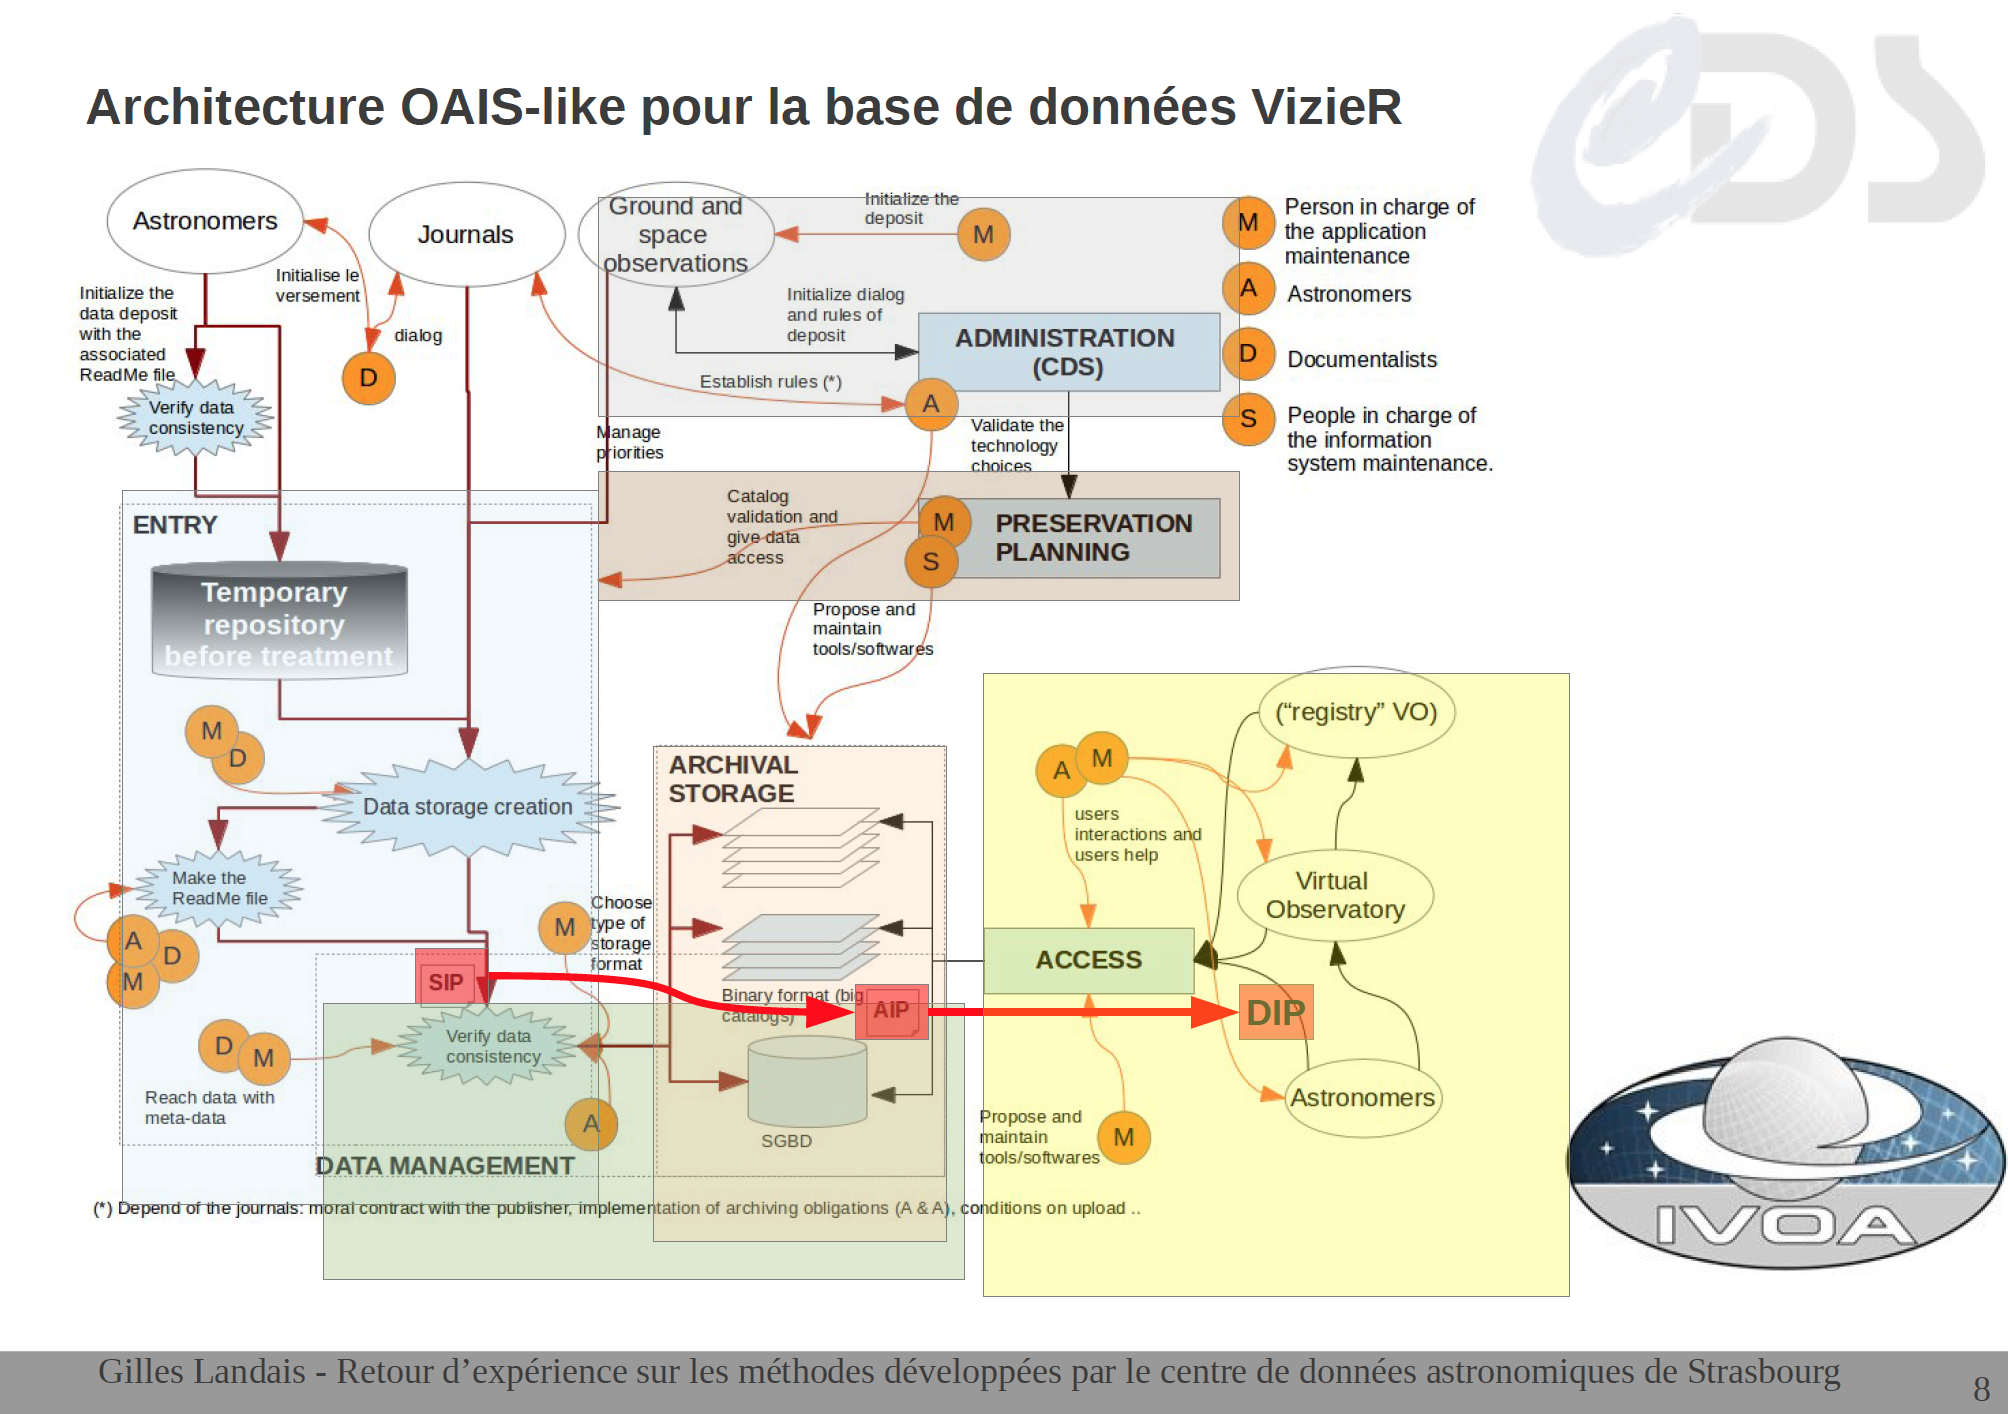 Architecture OAIS-like pour la base de données VizieR
CDS
Astronomers
Journals
Ground and
space
observations
Initialize the
deposit
M
M
Person in charge of
the application
maintenance
A
Astronomers
D
Documentalists
S
People in charge of
the information
system maintenance.
Initialize the
data deposit
with the
associated
ReadMe file
Initialise le
versement
dialog
D
Initialize dialog
and rules of
deposit
ADMINISTRATION
(CDS)
Establish rules (*)
A
Verify data
consistency
Manage
priorities
Validate the
technology
choices
ENTRY
Catalog
validation and
give data
access
M
S
PRESERVATION
PLANNING
Temporary
repository
before treatment
Propose and
maintain
tools/softwares
M
D
Data storage creation
ARCHIVAL
STORAGE
A
M
("registry" VO)
users
interactions and
users help
Make the
ReadMe file
Virtual
Observatory
A
D
M
M
Choose
type of
storage
format
ACCESS
SIP
Binary format (big
catalogs)
AIP
DIP
D
M
Verify data
consistency
Reach data with
meta-data
A
SGBD
Propose and
maintain
tools/softwares
M
Astronomers
DATA MANAGEMENT
(*) Depend of the journals: moral contract with the publisher, implementation of archiving obligations (A & A), conditions on upload ..
IVOA
Gilles Landais - Retour d’expérience sur les méthodes développées par le centre de données astronomiques de Strasbourg
8